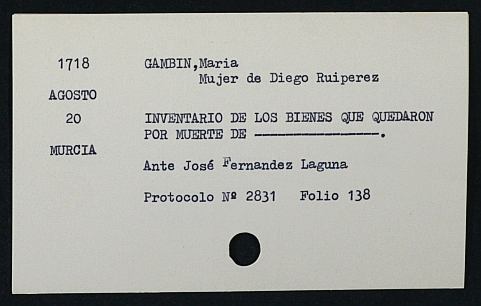 1718 GAMBIN,Maria
Mujer de Diego Ruiperez
AGOSTO
20 INVENTARIO DE LOS BIENES QUE QUEDARON
POR MUERTE DE ----------------.
MURCIA
Ante José Fernandez Laguna
Protocolo Nº 2831 Folio 138